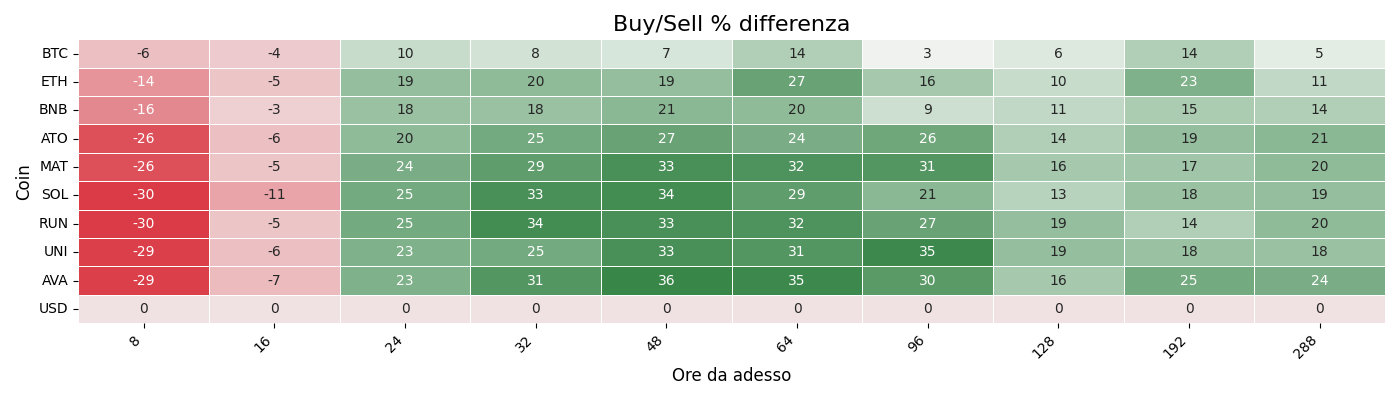 Buy/Sell % differenza
Coin
BTC -6 -4 10 8 7 14 3 6 14 5
ETH -14 -5 19 20 19 27 16 10 23 11
BNB -16 -3 18 18 21 20 9 11 15 14
ATO -26 -6 20 25 27 24 26 14 19 21
MAT -26 -5 24 29 33 32 31 16 17 20
SOL -30 -11 25 33 34 29 21 13 18 19
RUN -30 -5 25 34 33 32 27 19 14 20
UNI -29 -6 23 25 33 31 35 19 18 18
AVA -29 -7 23 31 36 35 30 16 25 24
USD 0 0 0 0 0 0 0 0 0 0
8 16 24 32 48 64 96 128 192 288
Ore da adesso